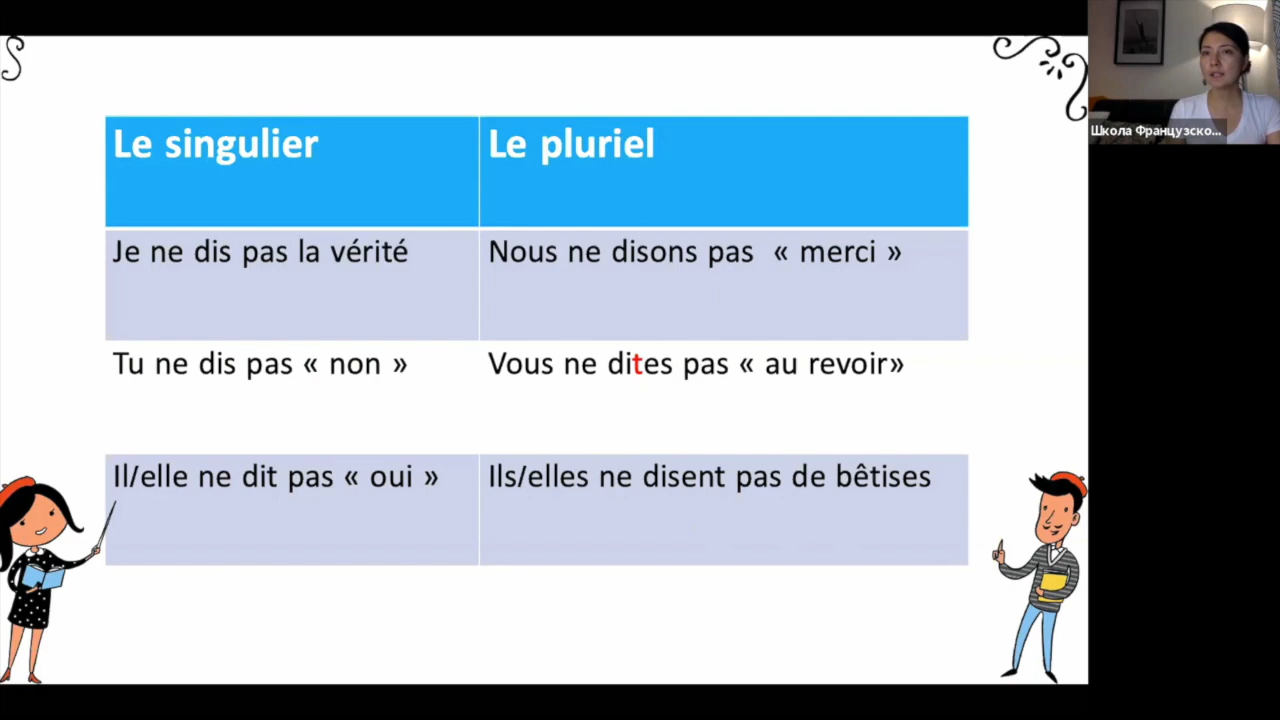 Le singulier
Le pluriel
Je ne dis pas la vérité
Nous ne disons pas « merci »
Tu ne dis pas « non »
Vous ne dites pas « au revoir»
Il/elle ne dit pas « oui »
Ils/elles ne disent pas de bêtises
Школа Французско...